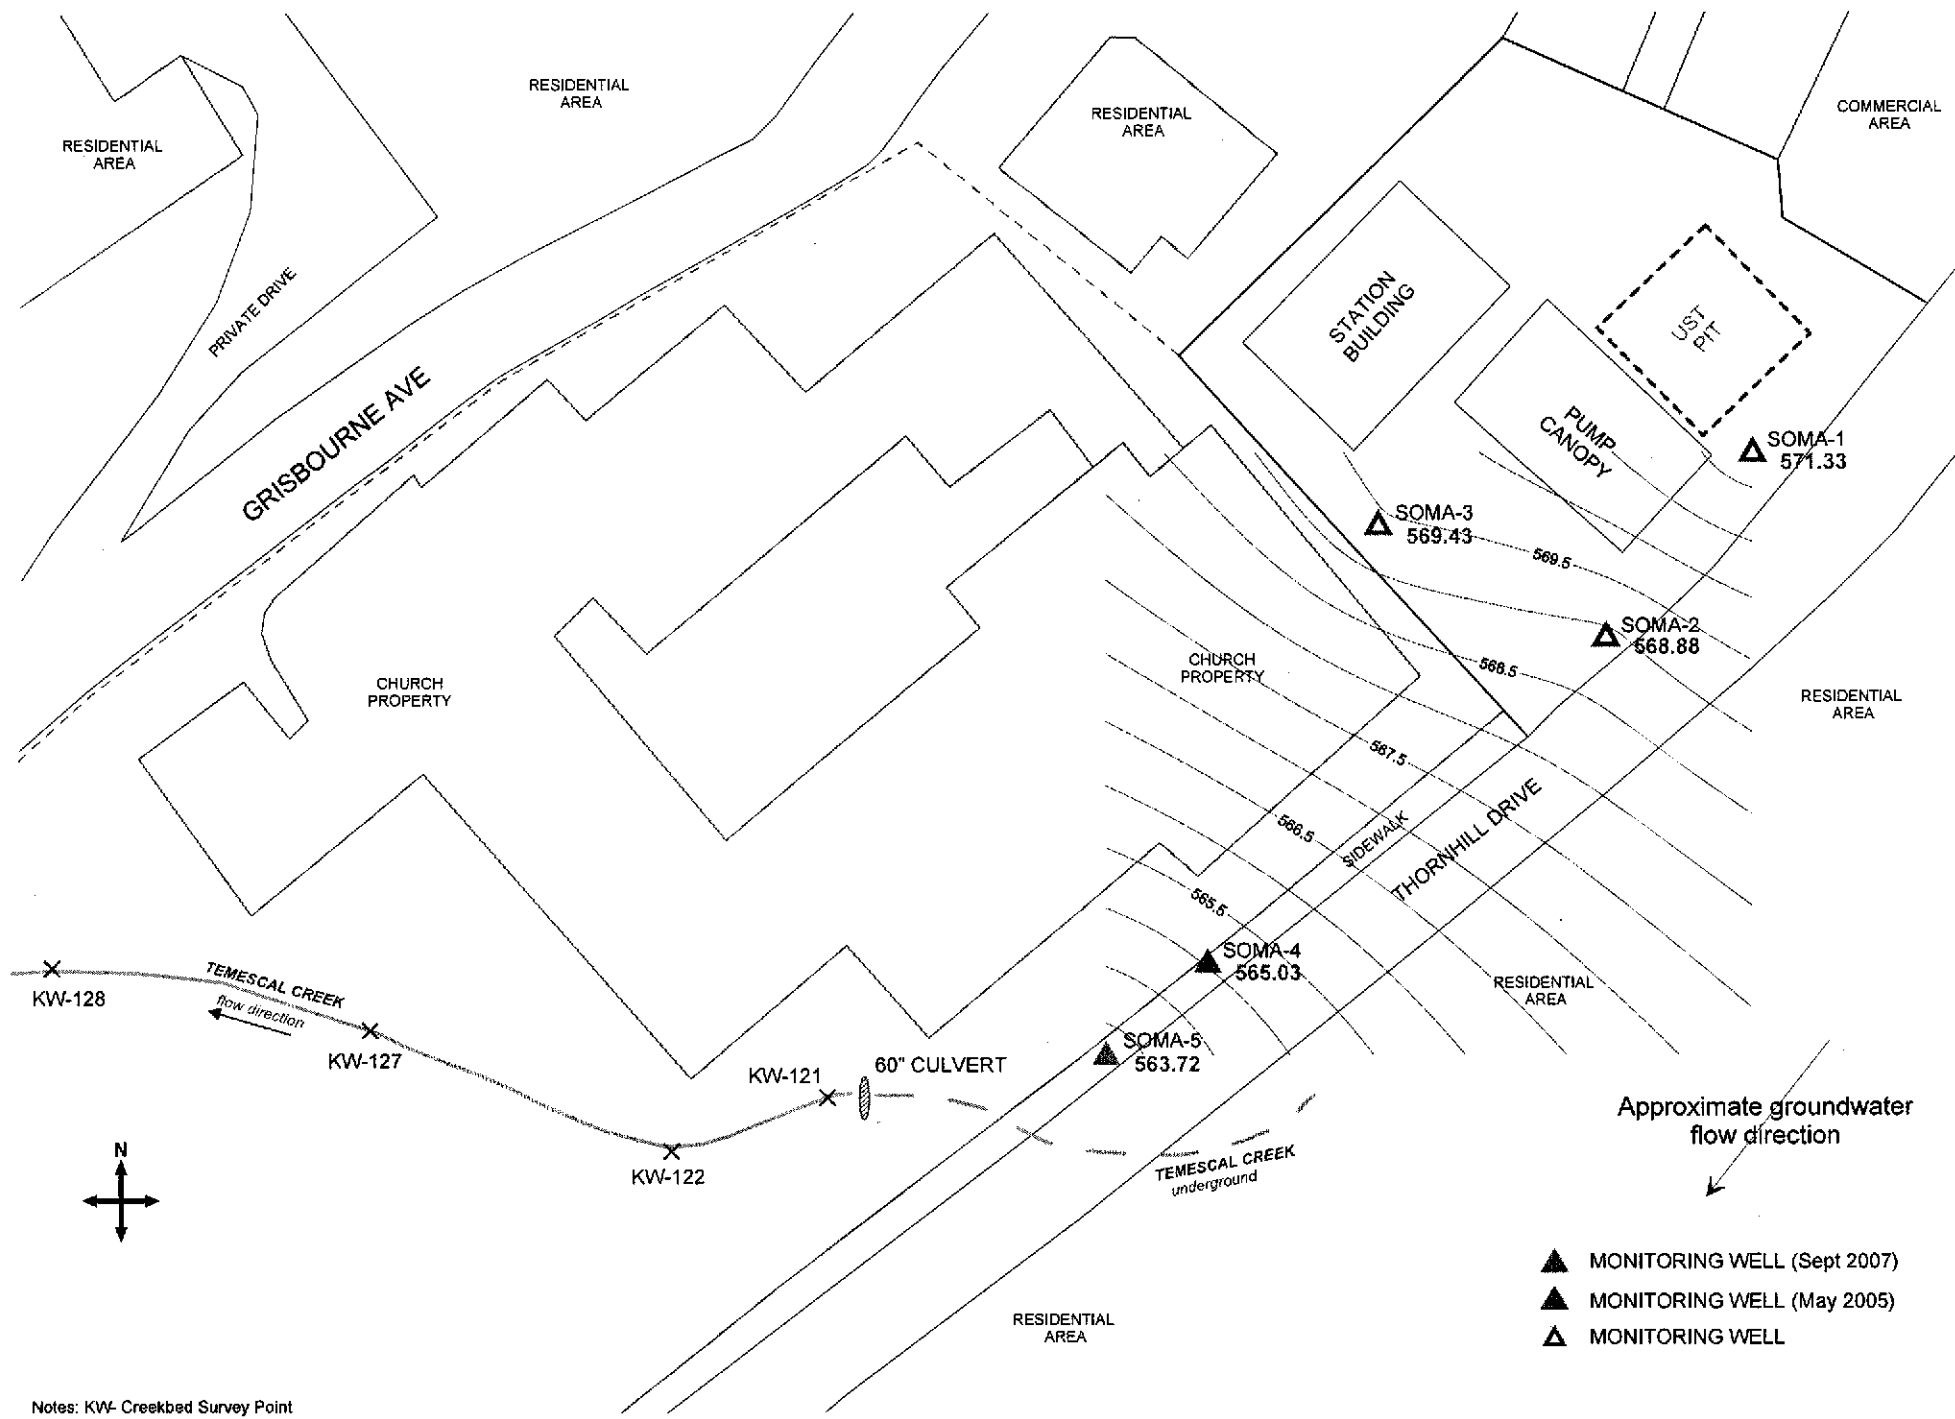 RESIDENTIAL
AREA
RESIDENTIAL
AREA
RESIDENTIAL
AREA
COMMERCIAL
AREA
PRIVATE DRIVE
GRISBOURNE AVE
STATION
BUILDING
UST
PIT
PUMP
CANOPY
SOMA-1
571.33
SOMA-3
569.43
569.5
SOMA-2
568.88
568.5
CHURCH
PROPERTY
CHURCH
PROPERTY
RESIDENTIAL
AREA
567.5
566.5
SIDEWALK
THORNHILL DRIVE
565.5
SOMA-4
565.03
RESIDENTIAL
AREA
TEMESCAL CREEK
flow direction
KW-128
KW-127
SOMA-5
563.72
60" CULVERT
KW-121
KW-122
TEMESCAL CREEK
underground
N
Approximate groundwater
flow direction
MONITORING WELL (Sept 2007)
MONITORING WELL (May 2005)
MONITORING WELL
RESIDENTIAL
AREA
Notes: KW- Creekbed Survey Point